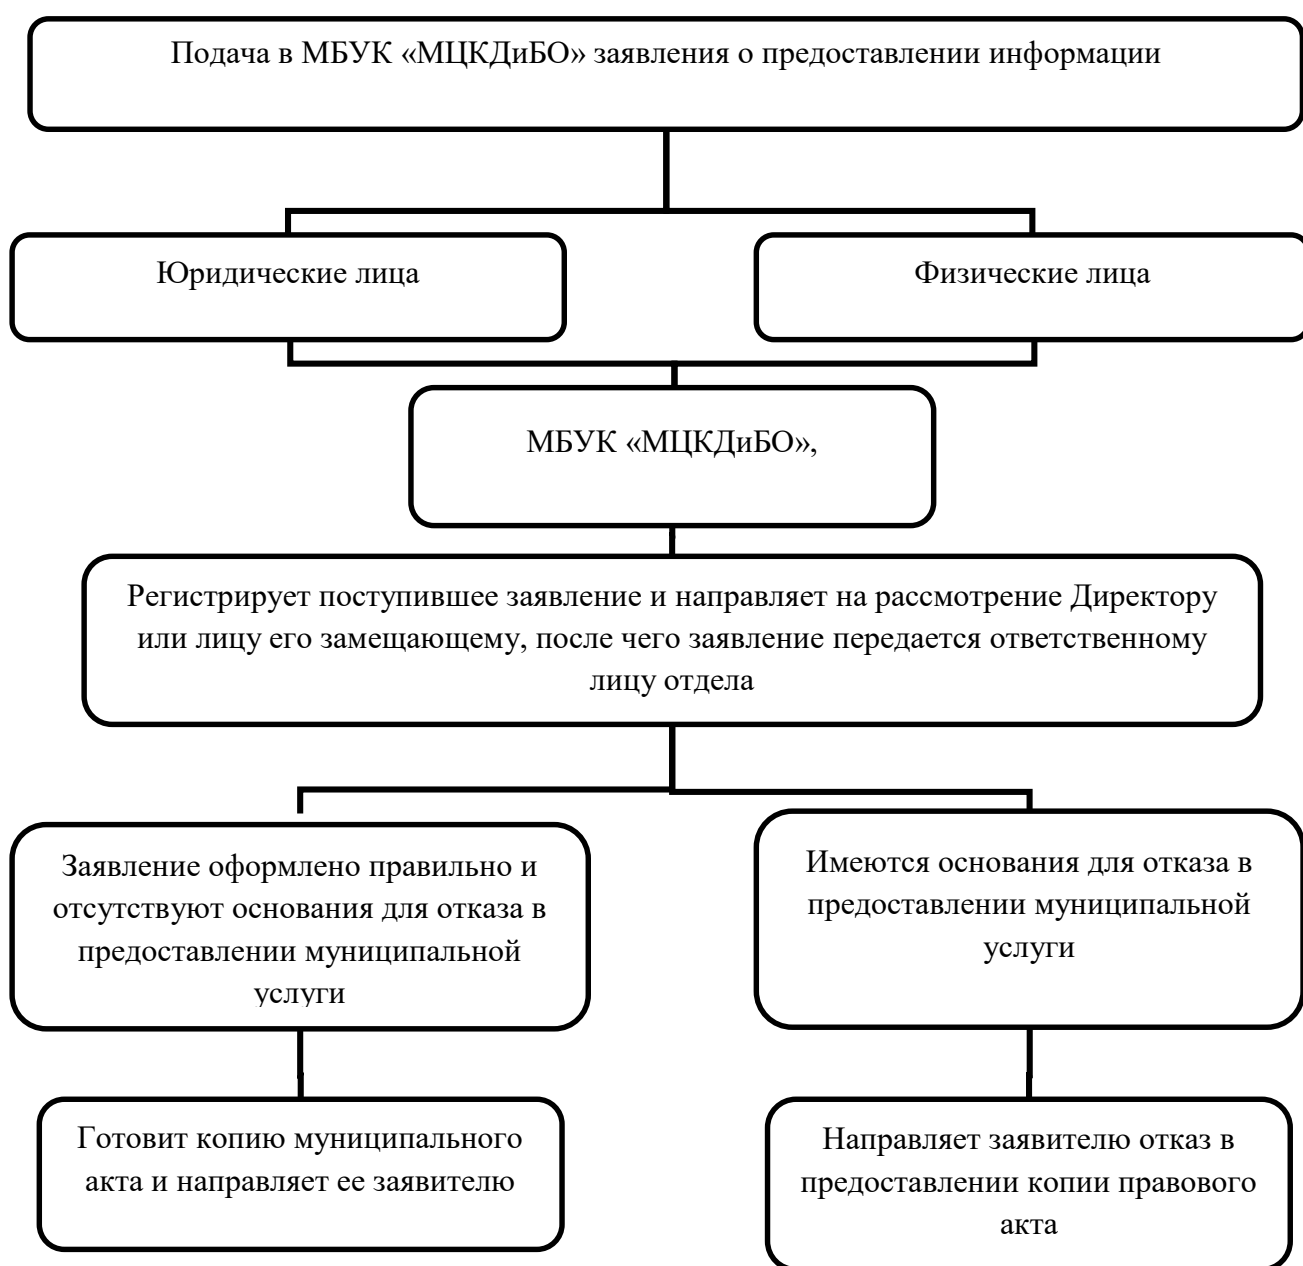 Подача в МБУК «МЦКДиБО» заявления о предоставлении информации
Юридические лица
Физические лица
МБУК «МЦКДиБО»,
Регистрирует поступившее заявление и направляет на рассмотрение Директору
или лицу его замещающему, после чего заявление передается ответственному
лицу отдела
Заявление оформлено правильно и
отсутствуют основания для отказа в
предоставлении муниципальной
услуги
Имеются основания для отказа в
предоставлении муниципальной
услуги
Готовит копию муниципального
акта и направляет ее заявителю
Направляет заявителю отказ в
предоставлении копии правового
акта